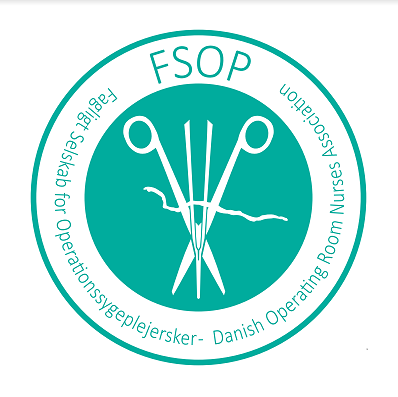 FSOP
Fagligt Selskab for Operationssygeplejersker- Danish Operating Room Nurses Association